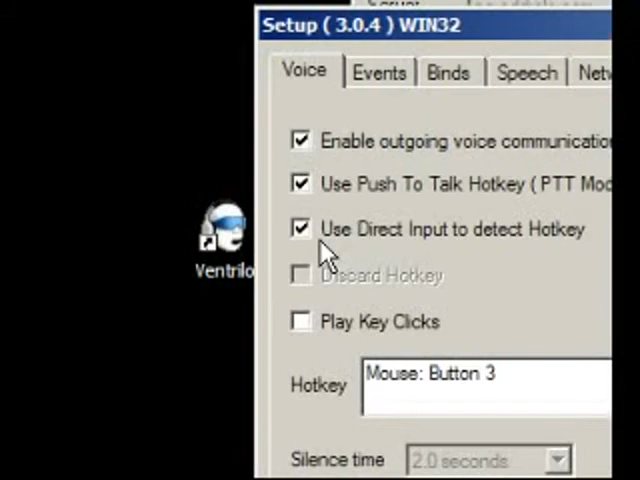 Setup ( 3.0.4 ) WIN32
Voice Events Binds Speech
Enable outgoing voice
Use Push To Talk Hotkey ( PTT
Use Direct Input to detect Hotkey
Ventrilo
Discard Hotkey
Play Key Clicks
Hotkey Mouse: Button 3
Silence time 2.0 seconds